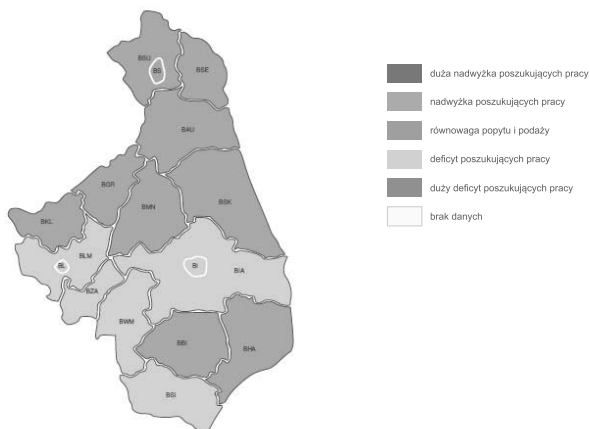 BSU
BS
BSE
BAU
BGR
BMN
BSK
BKL
BLM
BL
BZA
BI
BIA
BWM
BBI
BHA
BSI
duża nadwyżka poszukujących pracy
nadwyżka poszukujących pracy
równowaga popytu i podaży
deficyt poszukujących pracy
duży deficyt poszukujących pracy
brak danych